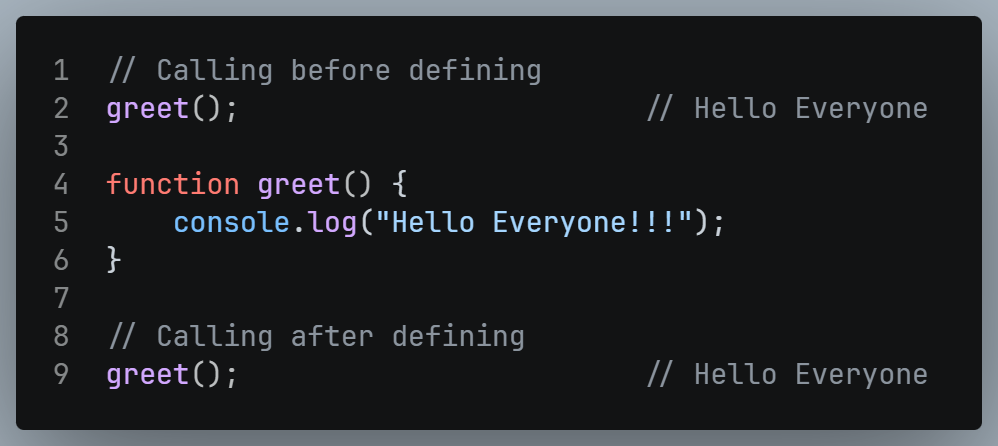 1 // Calling before defining
2 greet(); // Hello Everyone
3
4 function greet() {
5     console.log("Hello Everyone!!!");
6 }
7
8 // Calling after defining
9 greet(); // Hello Everyone